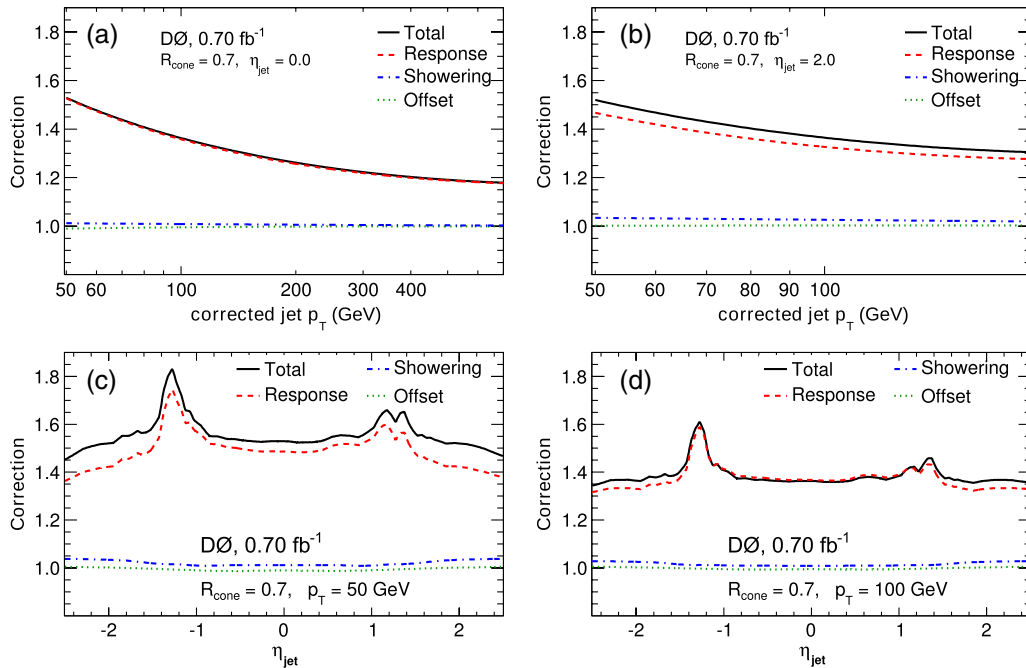 (a)
DØ, 0.70 fb⁻¹
R_cone = 0.7, η_jet = 0.0
Total
Response
Showering
Offset
Correction
1.8
1.6
1.4
1.2
1.0
50 60 100 200 300 400
corrected jet p_T (GeV)
(b)
DØ, 0.70 fb⁻¹
R_cone = 0.7, η_jet = 2.0
Total
Response
Showering
Offset
Correction
1.8
1.6
1.4
1.2
1.0
50 60 70 80 90 100
corrected jet p_T (GeV)
(c)
Total Showering
Response Offset
Correction
1.8
1.6
1.4
1.2
1.0
DØ, 0.70 fb⁻¹
R_cone = 0.7, p_T = 50 GeV
-2 -1 0 1 2
η_jet
(d)
Total Showering
Response Offset
Correction
1.8
1.6
1.4
1.2
1.0
DØ, 0.70 fb⁻¹
R_cone = 0.7, p_T = 100 GeV
-2 -1 0 1 2
η_jet